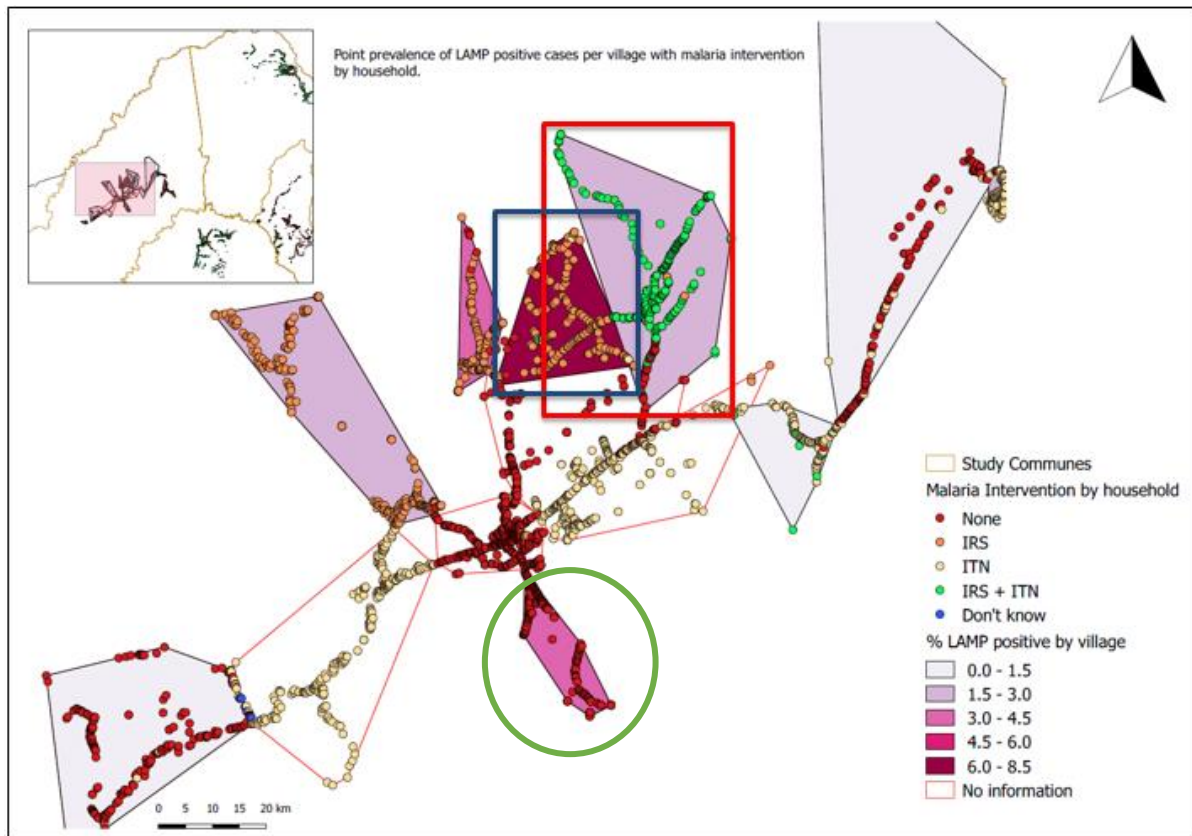 Point prevalence of LAMP positive cases per village with malaria intervention
by household.
Study Communes
Malaria Intervention by household
None
IRS
ITN
IRS + ITN
Don't know
% LAMP positive by village
0.0 - 1.5
1.5 - 3.0
3.0 - 4.5
4.5 - 6.0
6.0 - 8.5
No information
0 5 10 15 20 km